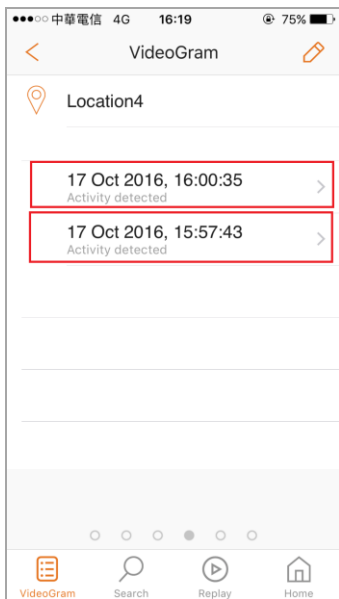 中華電信 4G 16:19 75%
VideoGram
Location4
17 Oct 2016, 16:00:35
Activity detected
17 Oct 2016, 15:57:43
Activity detected
VideoGram Search Replay Home